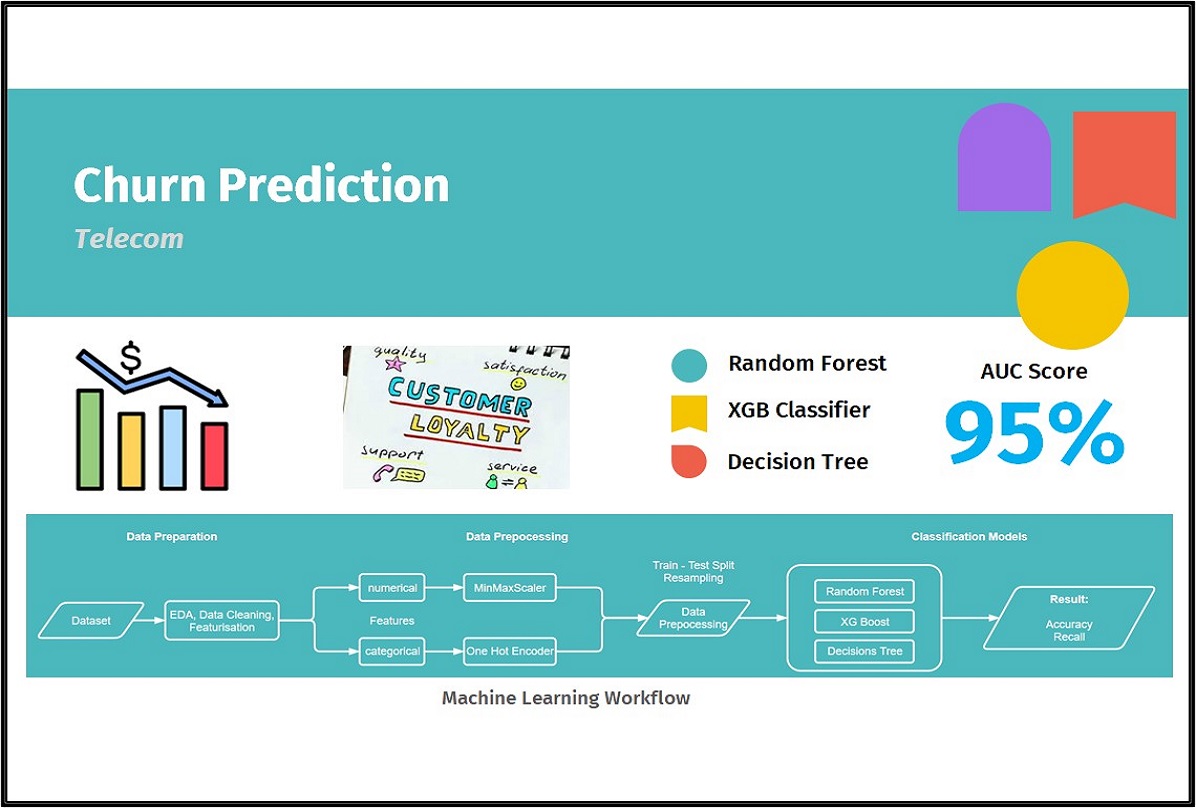 Churn Prediction
Telecom
$
quality
satisfaction
CUSTOMER
LOYALTY
support
service
Random Forest
XGB Classifier
Decision Tree
AUC Score
95%
Data Preparation
Data Prepocessing
Classification Models
Dataset
EDA, Data Cleaning,
Featurisation
numerical
Features
categorical
MinMaxScaler
One Hot Encoder
Train - Test Split
Resampling
Data
Prepocessing
Random Forest
XG Boost
Decisions Tree
Result:
Accuracy
Recall
Machine Learning Workflow